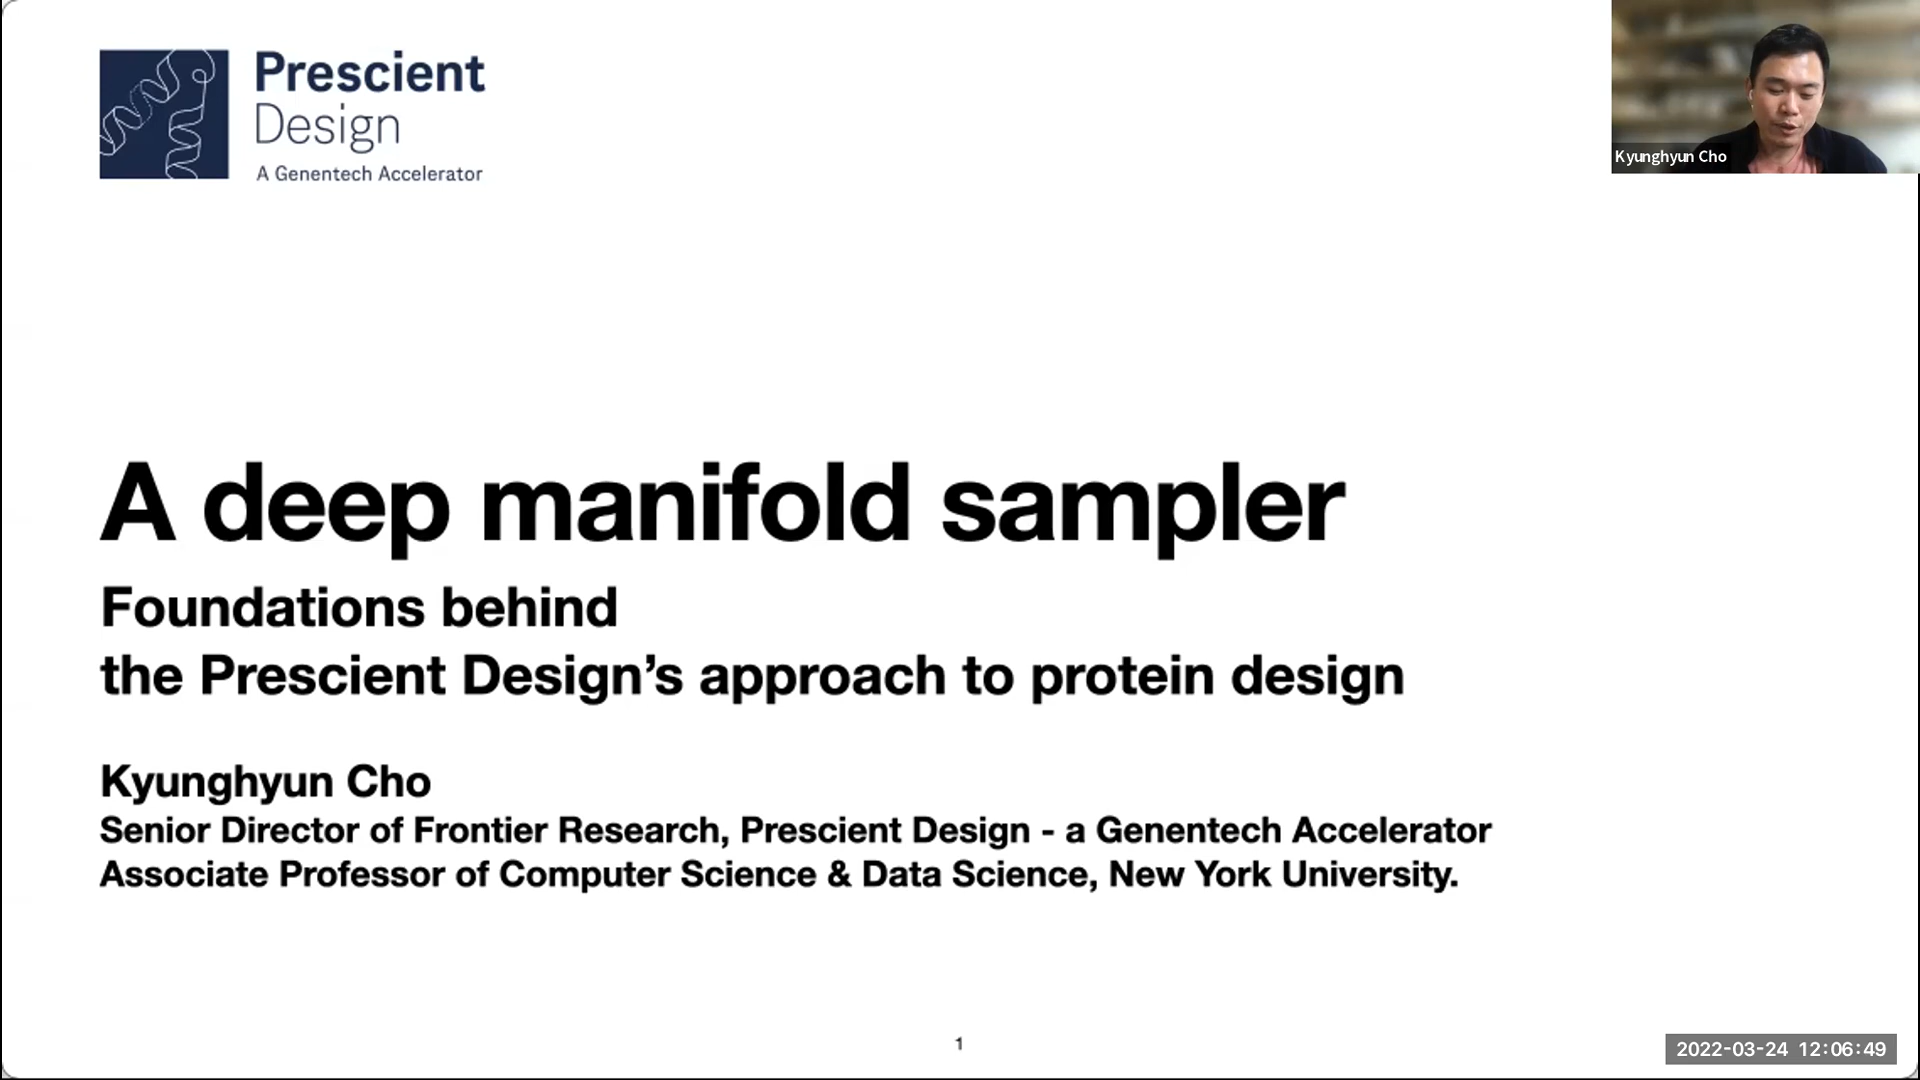 Prescient
Design
A Genentech Accelerator
Kyunghyun Cho
A deep manifold sampler
Foundations behind
the Prescient Design’s approach to protein design
Kyunghyun Cho
Senior Director of Frontier Research, Prescient Design - a Genentech Accelerator
Associate Professor of Computer Science & Data Science, New York University.
1
2022-03-24 12:06:49